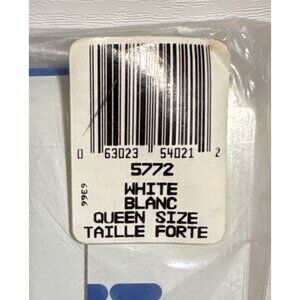 0 63023 54021 2
5772
6366
WHITE
BLANC
QUEEN SIZE
TAILLE FORTE